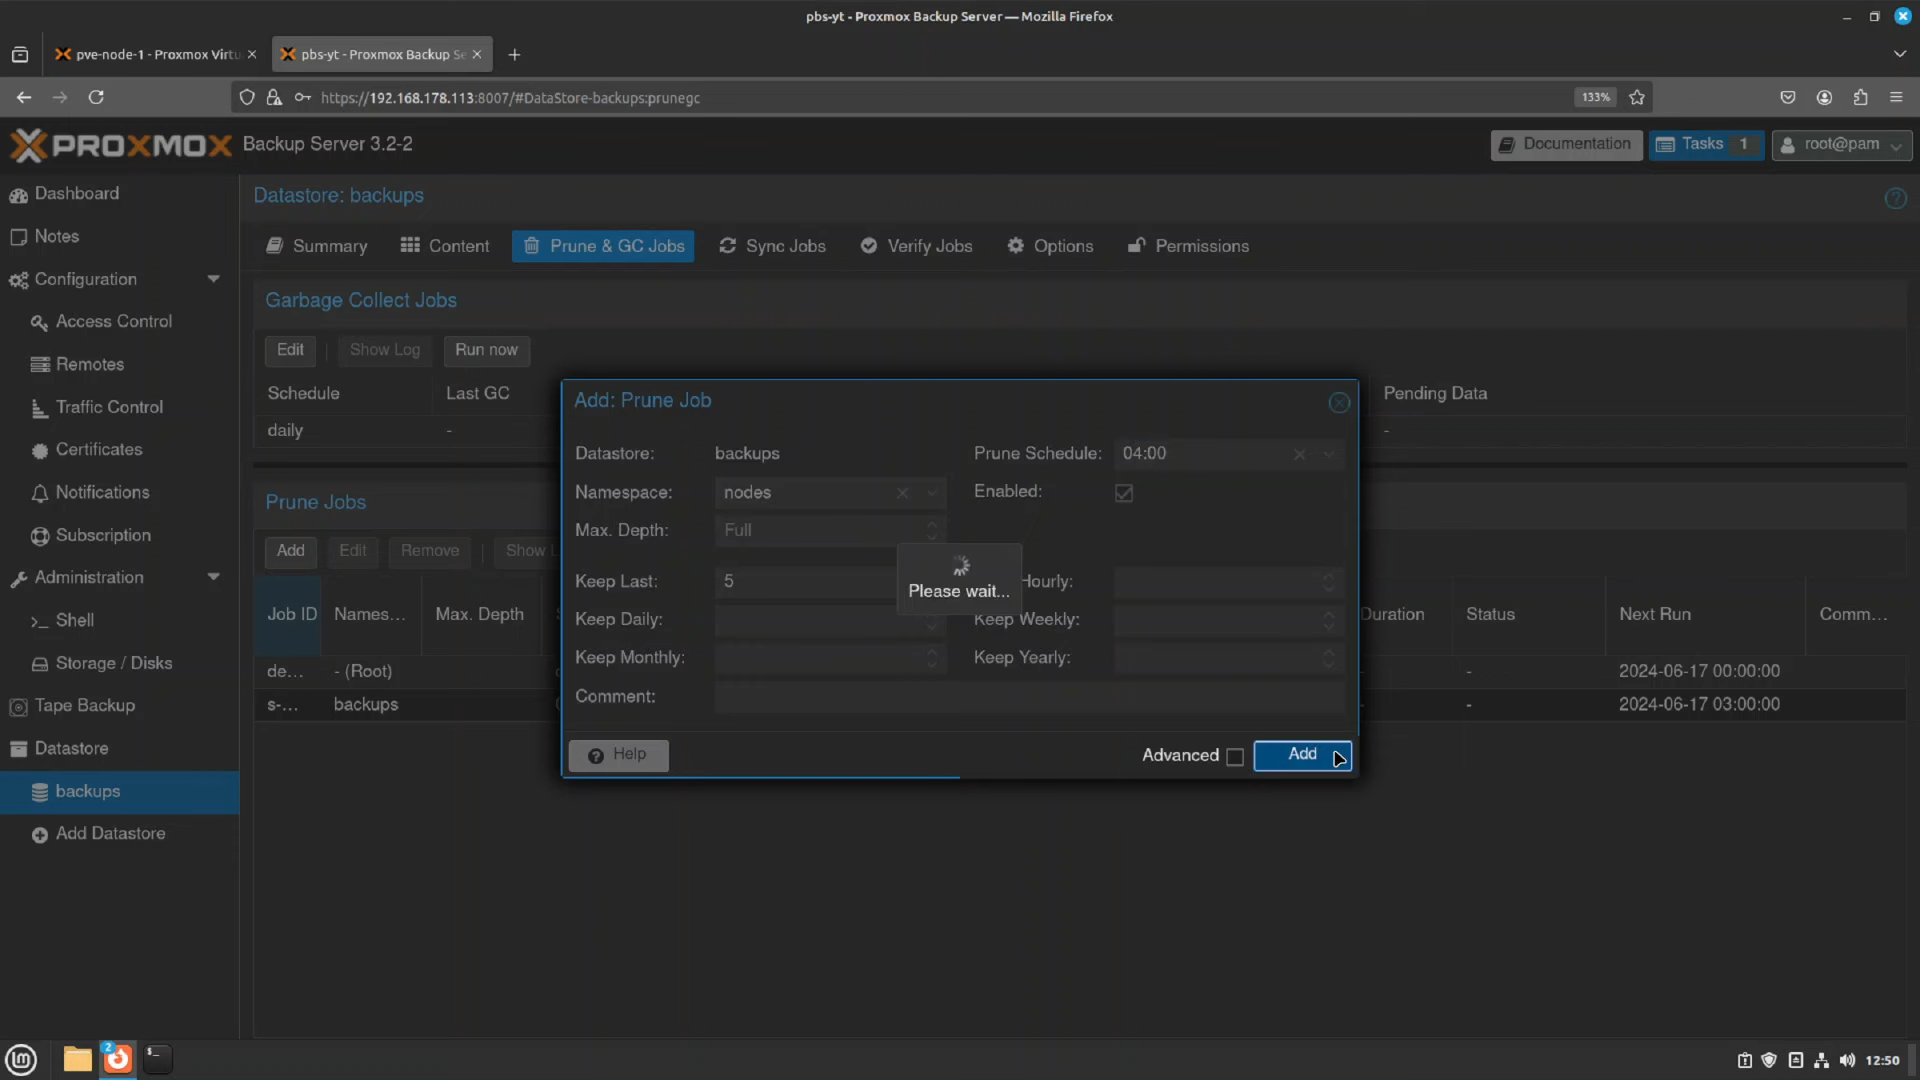 pbs-yt - Proxmox Backup Server — Mozilla Firefox
pve-node-1 - Proxmox Virtu
pbs-yt - Proxmox Backup Se
https://192.168.178.113:8007/#DataStore-backups:prunegc
133%
PROXMOX Backup Server 3.2-2
Documentation
Tasks 1
root@pam
Dashboard
Notes
Configuration
Access Control
Remotes
Traffic Control
Certificates
Notifications
Subscription
Administration
Shell
Storage / Disks
Tape Backup
Datastore
backups
Add Datastore
Datastore: backups
Summary
Content
Prune & GC Jobs
Sync Jobs
Verify Jobs
Options
Permissions
Garbage Collect Jobs
Edit
Show Log
Run now
Schedule Last GC Pending Data
daily - -
Prune Jobs
Add
Edit
Remove
Show L
Job ID Names... Max. Depth Duration Status Next Run Comm...
de... - (Root) - - 2024-06-17 00:00:00
s-... backups - - 2024-06-17 03:00:00
Add: Prune Job
Datastore: backups Prune Schedule: 04:00
Namespace: nodes Enabled:
Max. Depth: Full
Keep Last: 5 Hourly:
Please wait...
Keep Daily: Keep Weekly:
Keep Monthly: Keep Yearly:
Comment:
Help
Advanced
Add
2
12:50